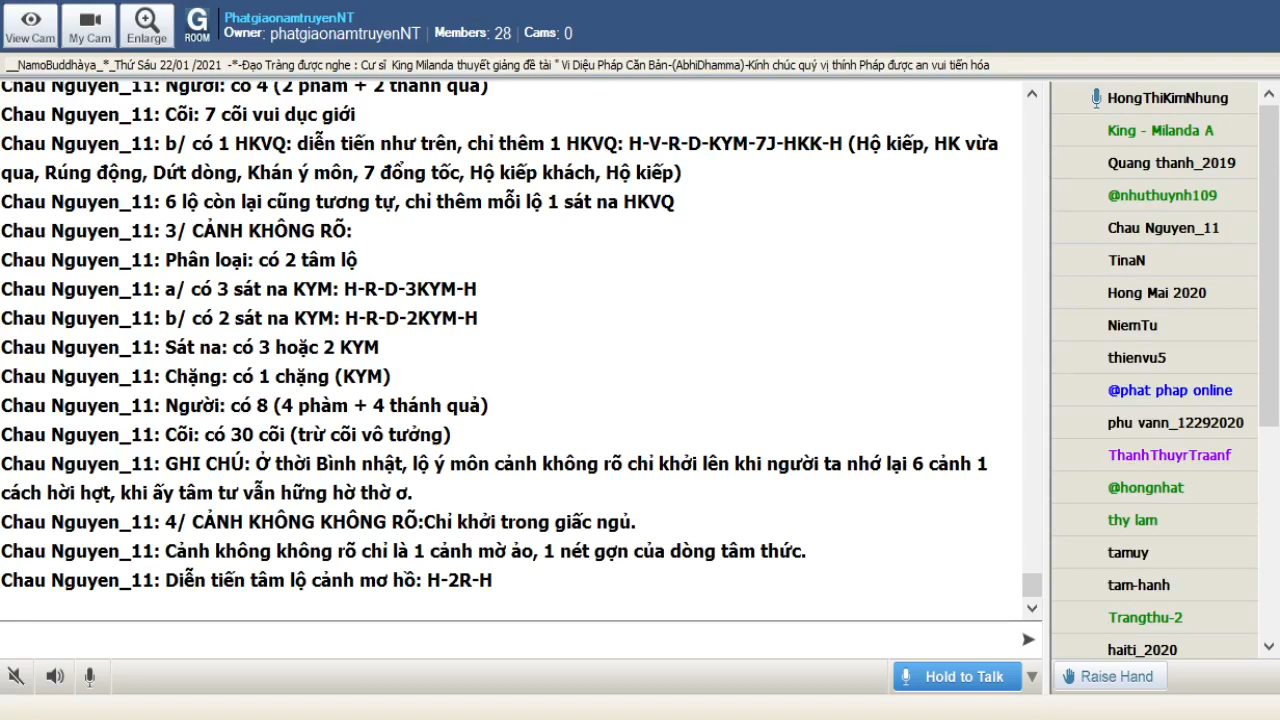 PhatgiaonamtruyenNT
View Cam
My Cam
Enlarge
G
ROOM
Owner: phatgiaonamtruyenNT | Members: 28 | Cams: 0
__NamoBuddhàya_*_Thứ Sáu 22/01 /2021 -*-Đạo Tràng được nghe : Cư sĩ King Milanda thuyết giảng đề tài " Vi Diệu Pháp Căn Bản-(AbhiDhamma)-Kính chúc quý vị thính Pháp được an vui tiến hóa
Chau Nguyen_11: Người: có 4 (2 phàm + 2 thánh quả)
Chau Nguyen_11: Cõi: 7 cõi vui dục giới
Chau Nguyen_11: b/ có 1 HKVQ: diễn tiến như trên, chỉ thêm 1 HKVQ: H-V-R-D-KYM-7J-HKK-H (Hộ kiếp, HK vừa
qua, Rúng động, Dứt dòng, Khán ý môn, 7 đổng tốc, Hộ kiếp khách, Hộ kiếp)
Chau Nguyen_11: 6 lộ còn lại cũng tương tự, chỉ thêm mỗi lộ 1 sát na HKVQ
Chau Nguyen_11: 3/ CẢNH KHÔNG RÕ:
Chau Nguyen_11: Phân loại: có 2 tâm lộ
Chau Nguyen_11: a/ có 3 sát na KYM: H-R-D-3KYM-H
Chau Nguyen_11: b/ có 2 sát na KYM: H-R-D-2KYM-H
Chau Nguyen_11: Sát na: có 3 hoặc 2 KYM
Chau Nguyen_11: Chặng: có 1 chặng (KYM)
Chau Nguyen_11: Người: có 8 (4 phàm + 4 thánh quả)
Chau Nguyen_11: Cõi: có 30 cõi (trừ cõi vô tưởng)
Chau Nguyen_11: GHI CHÚ: Ở thời Bình nhật, lộ ý môn cảnh không rõ chỉ khởi lên khi người ta nhớ lại 6 cảnh 1
cách hời hợt, khi ấy tâm tư vẫn hững hờ thờ ơ.
Chau Nguyen_11: 4/ CẢNH KHÔNG KHÔNG RÕ:Chỉ khởi trong giấc ngủ.
Chau Nguyen_11: Cảnh không không rõ chỉ là 1 cảnh mờ ảo, 1 nét gợn của dòng tâm thức.
Chau Nguyen_11: Diễn tiến tâm lộ cảnh mơ hồ: H-2R-H
HongThiKimNhung
King - Milanda A
Quang thanh_2019
@nhuthuynh109
Chau Nguyen_11
TinaN
Hong Mai 2020
NiemTu
thienvu5
@phat phap online
phu vann_12292020
ThanhThuyrTraanf
@hongnhat
thy lam
tamuy
tam-hanh
Trangthu-2
haiti_2020
Hold to Talk
Raise Hand